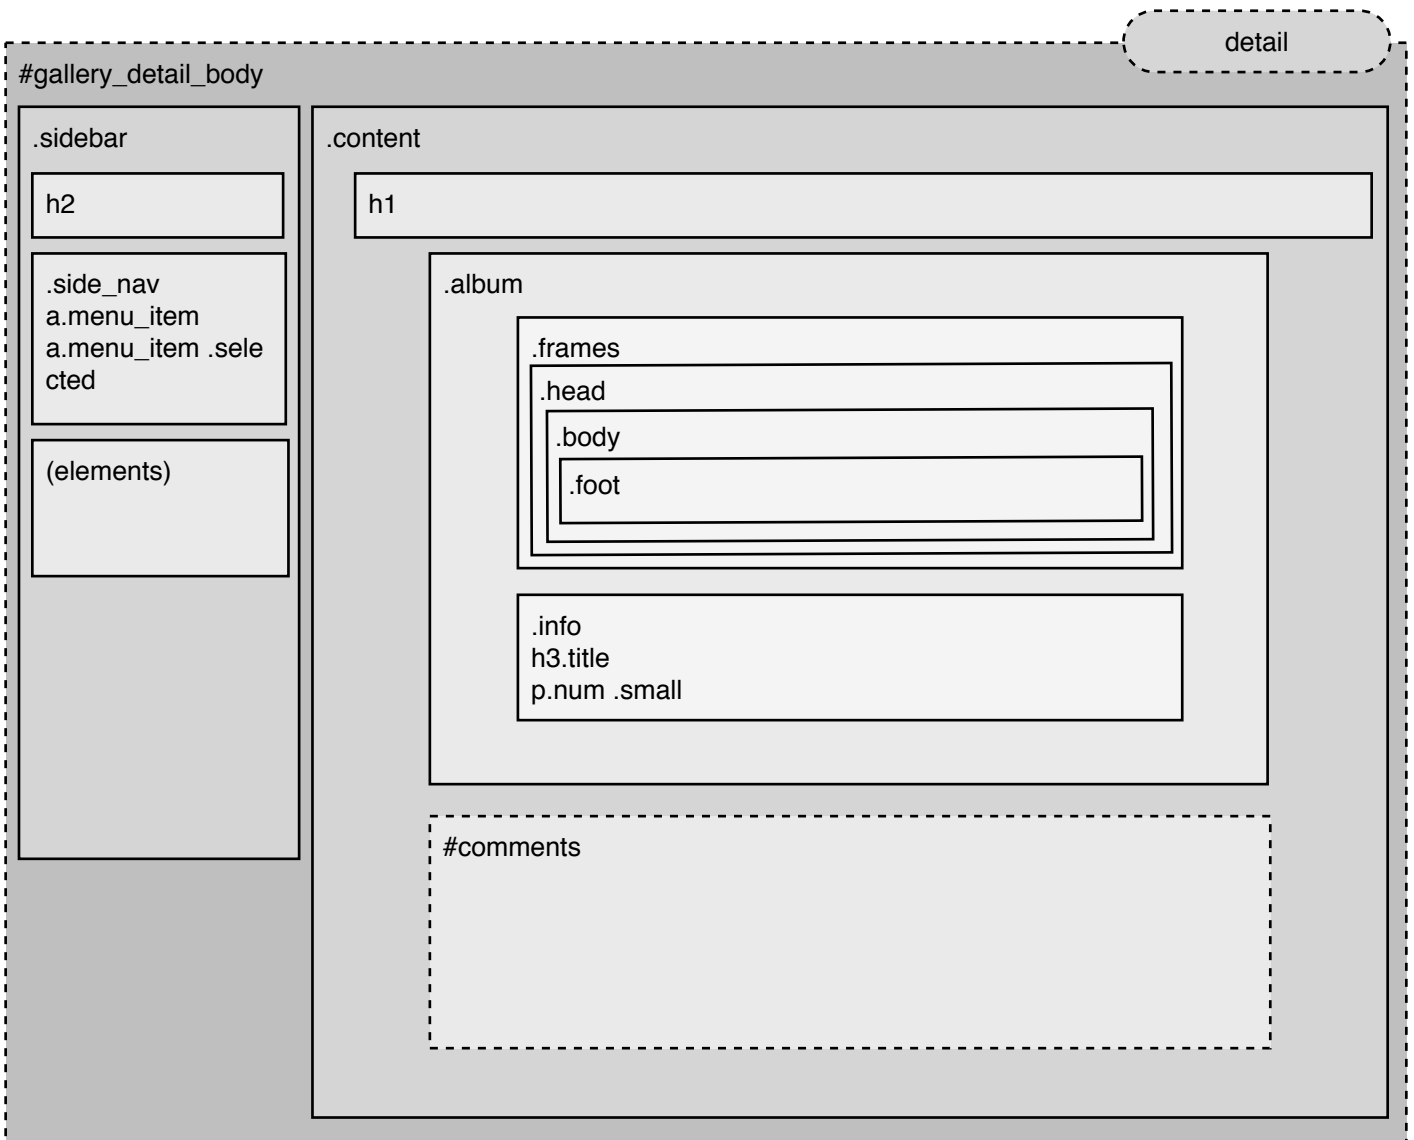 detail
#gallery_detail_body
.sidebar
h2
.side_nav
a.menu_item
a.menu_item .sele
cted
(elements)
.content
h1
.album
.frames
.head
.body
.foot
.info
h3.title
p.num .small
#comments